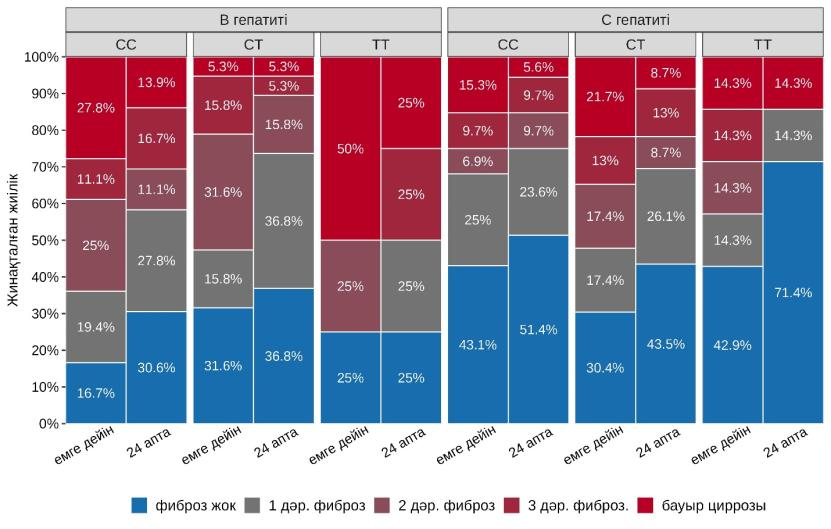 В гепатиті
С гепатиті
CC
CT
TT
CC
CT
TT
Жинақталған жиілік
100%
90%
80%
70%
60%
50%
40%
30%
20%
10%
0%
27.8%
11.1%
25%
19.4%
16.7%
13.9%
16.7%
11.1%
27.8%
30.6%
5.3%
15.8%
31.6%
15.8%
31.6%
5.3%
5.3%
15.8%
36.8%
36.8%
50%
25%
25%
25%
25%
25%
25%
15.3%
9.7%
6.9%
25%
43.1%
5.6%
9.7%
9.7%
23.6%
51.4%
21.7%
13%
17.4%
17.4%
30.4%
8.7%
13%
8.7%
26.1%
43.5%
14.3%
14.3%
14.3%
14.3%
42.9%
14.3%
14.3%
71.4%
емге дейін
24 апта
емге дейін
24 апта
емге дейін
24 апта
емге дейін
24 апта
емге дейін
24 апта
емге дейін
24 апта
фиброз жок
1 дәр. фиброз
2 дәр. фиброз
3 дәр. фиброз.
бауыр циррозы